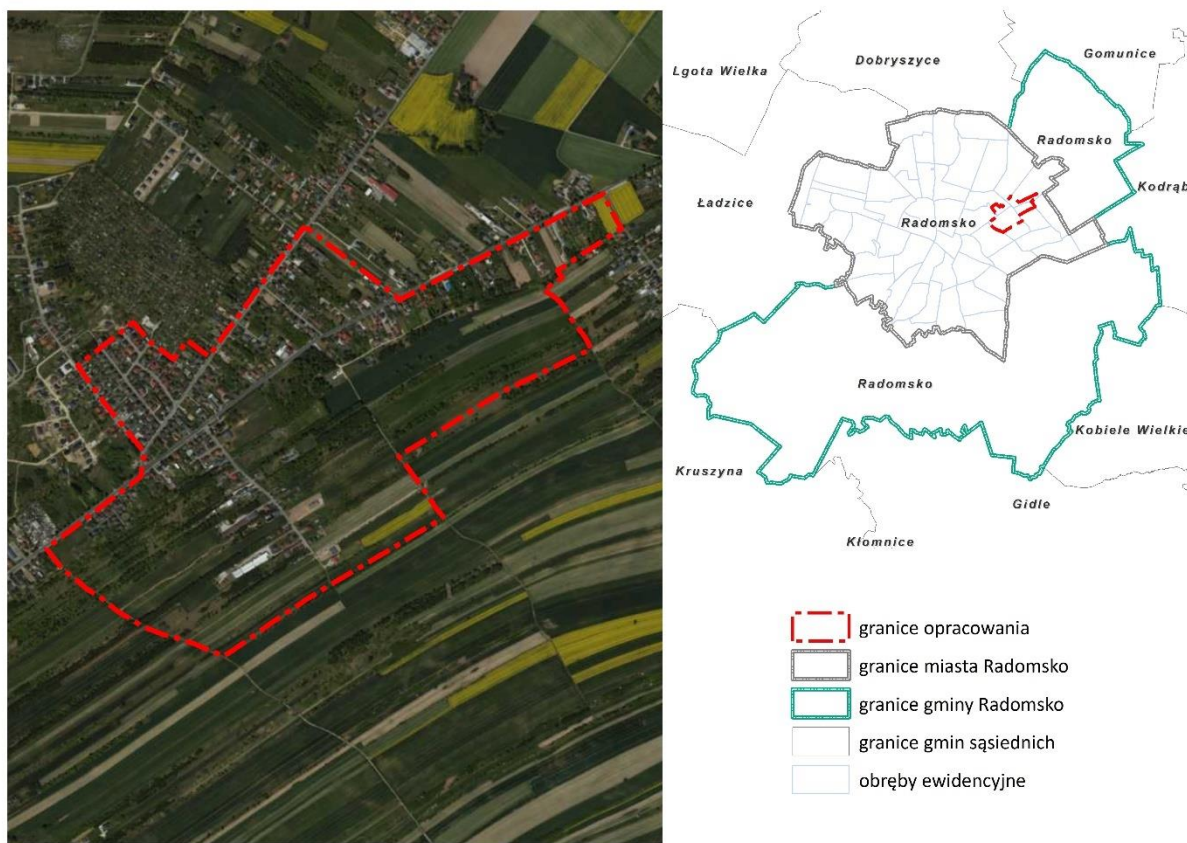 Lgota Wielka
Dobryszyce
Gomunice
Radomsko
Kodrąb
Ładzice
Radomsko
Radomsko
Kobiele Wielkie
Kruszyna
Gidle
Kłomnice
granice opracowania
granice miasta Radomsko
granice gminy Radomsko
granice gmin sąsiednich
obręby ewidencyjne